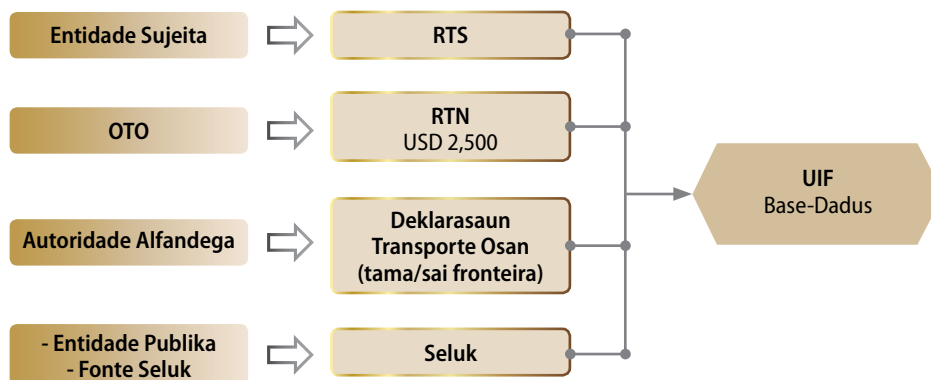 Entidade Sujeita
RTS
OTO
RTN
USD 2,500
Autoridade Alfandega
Deklarasaun
Transporte Osan
(tama/sai fronteira)
- Entidade Publika
- Fonte Seluk
Seluk
UIF
Base-Dadus